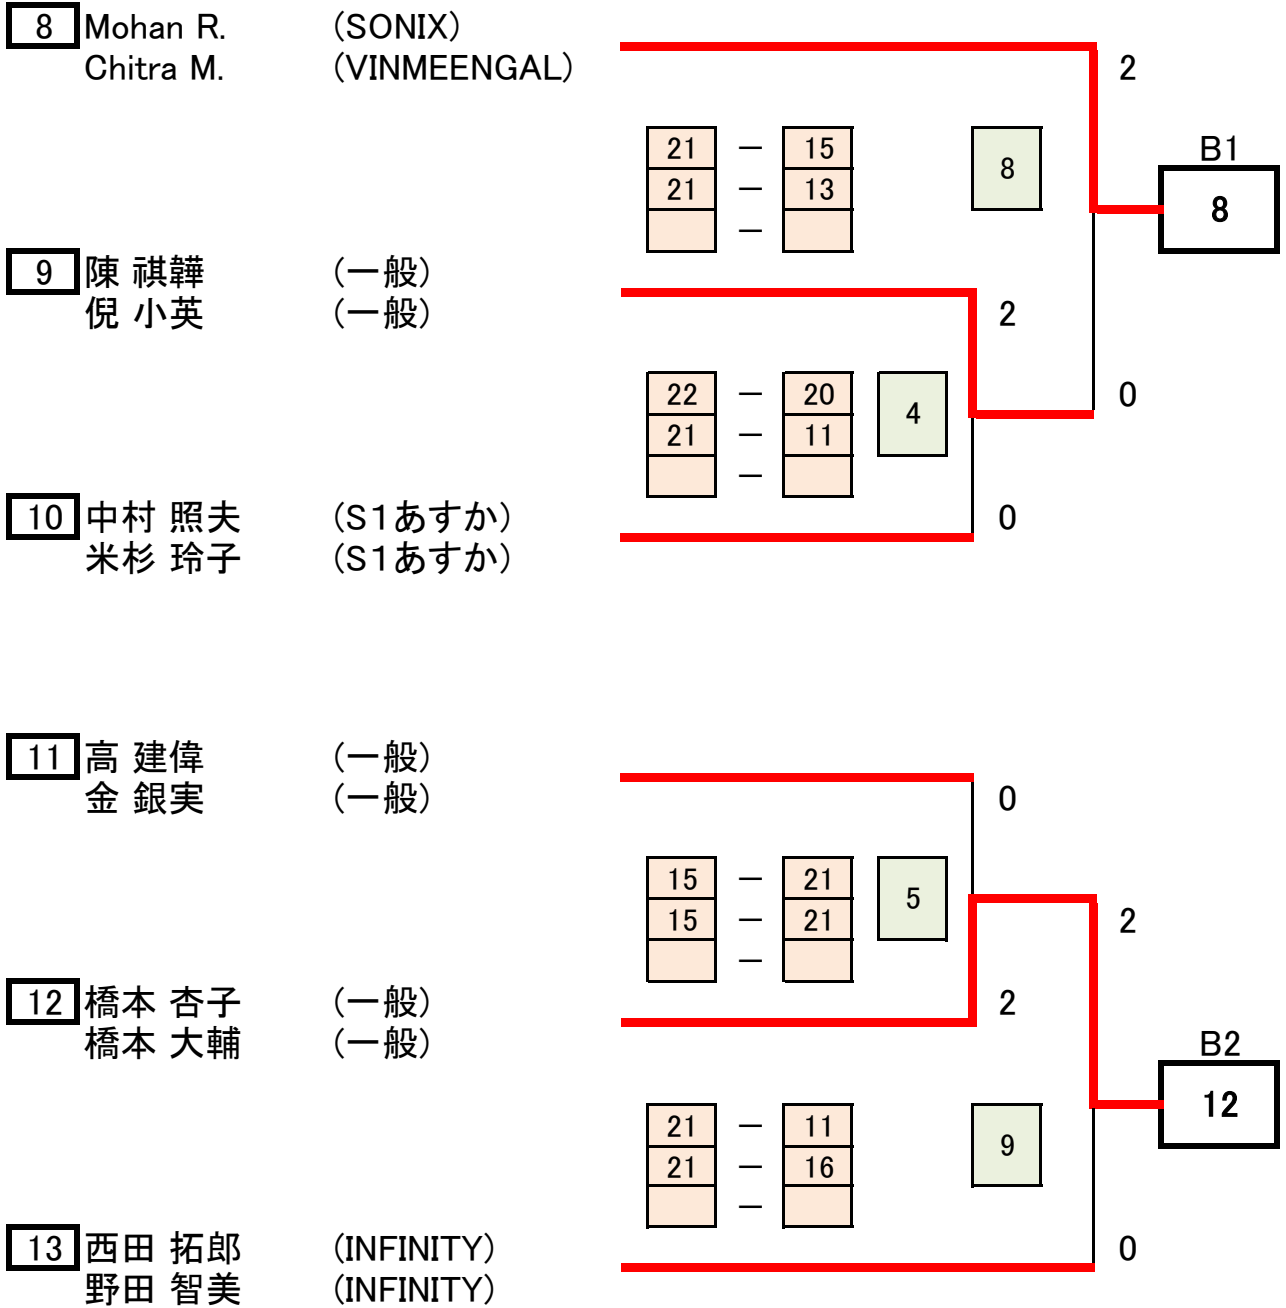 8 Mohan R. (SONIX)
Chitra M. (VINMEENGAL)
2
21 － 15
8
B1
21 － 13
8
－
9 陳 祺韡 (一般)
倪 小英 (一般)
2
22 － 20
4
0
21 － 11
－
10 中村 照夫 (S1あすか)
0
米杉 玲子 (S1あすか)
11 高 建偉 (一般)
金 銀実 (一般)
0
15 － 21
5
15 － 21
2
－
12 橋本 杏子 (一般)
2
橋本 大輔 (一般)
B2
12
21 － 11
9
21 － 16
－
13 西田 拓郎 (INFINITY)
0
野田 智美 (INFINITY)